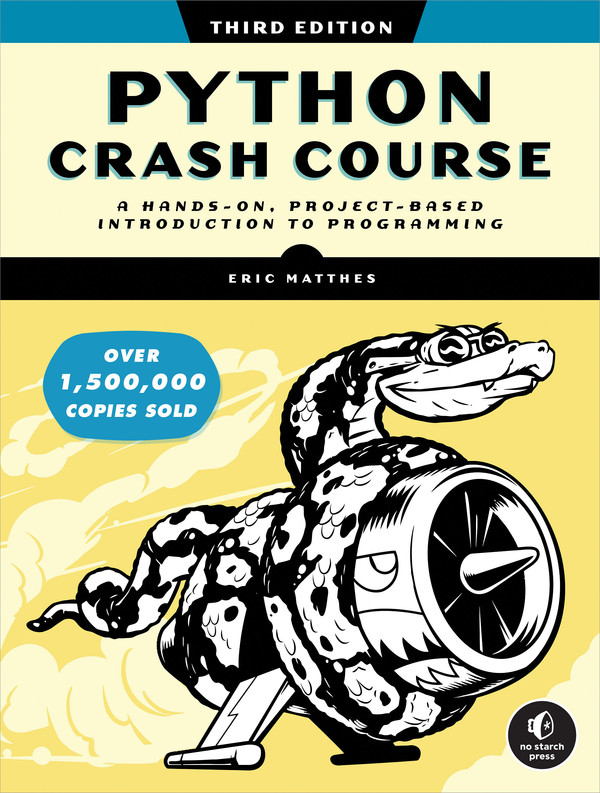 THIRD EDITION
PYTHON
CRASH COURSE
A HANDS-ON, PROJECT-BASED
INTRODUCTION TO PROGRAMMING
ERIC MATTHES
OVER
1,500,000
COPIES SOLD
no starch
press